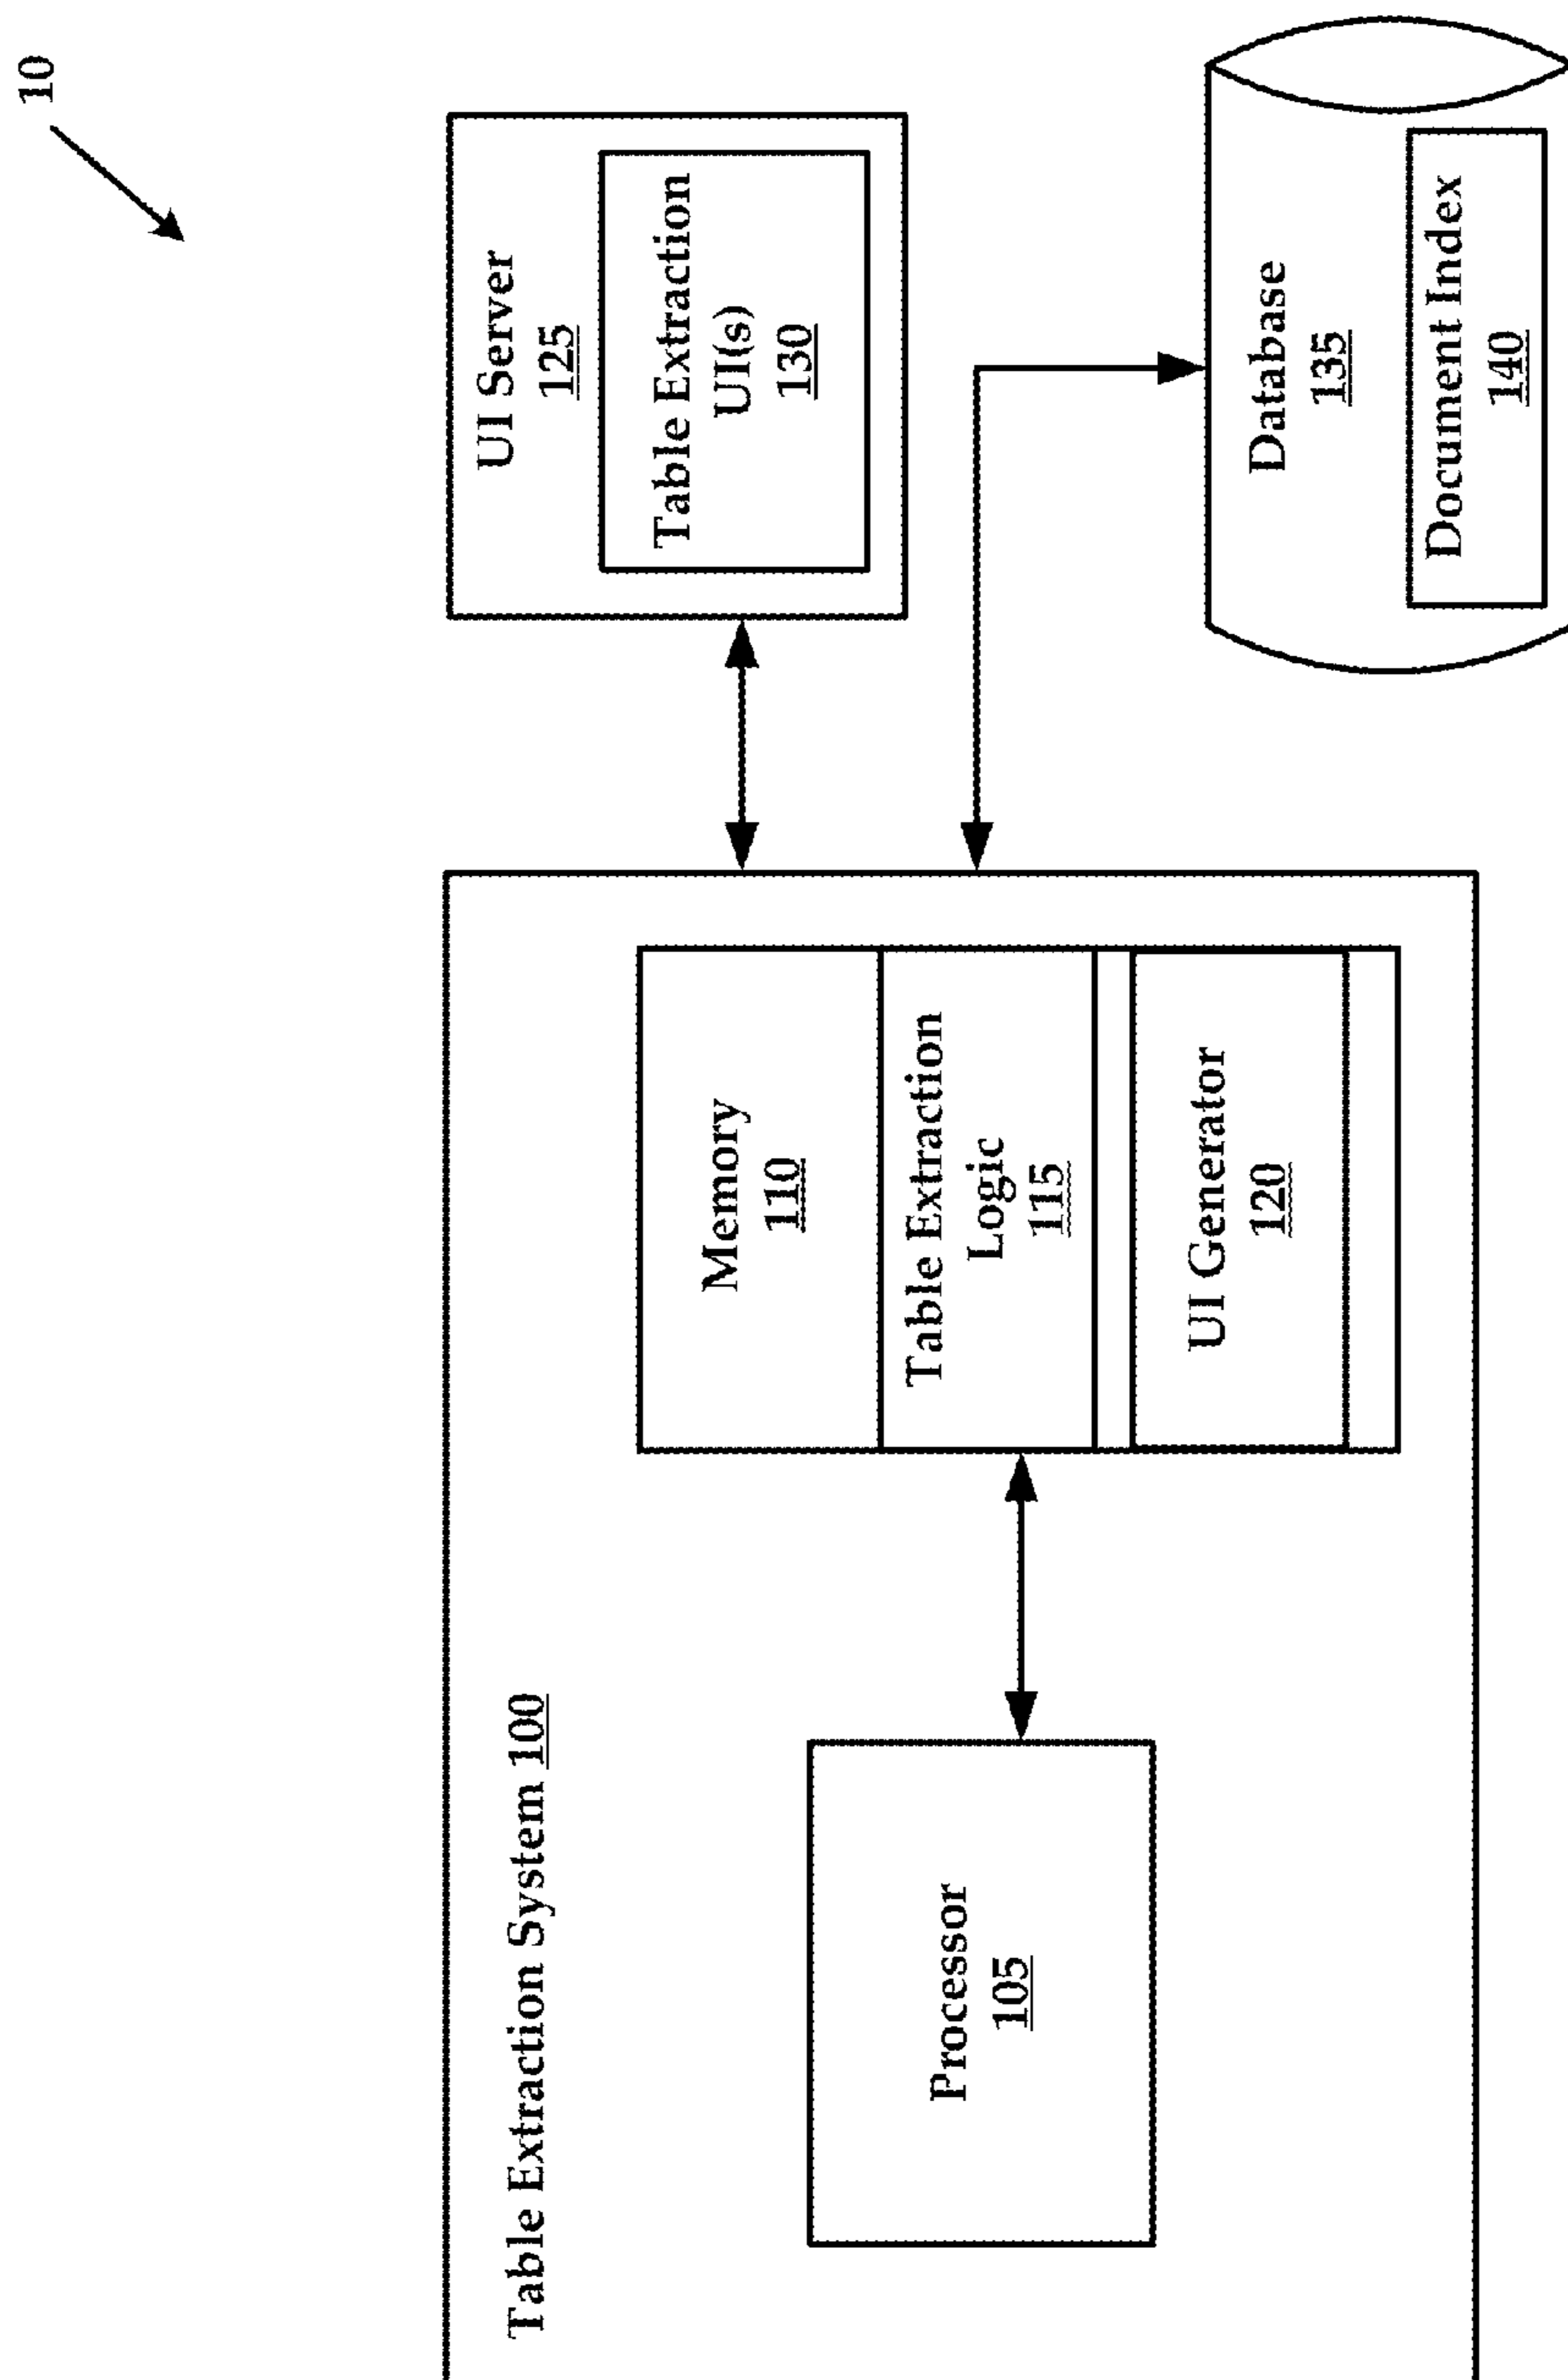 10
Table Extraction System 100
Processor
105
Memory
110
Table Extraction
Logic
115
UI Generator
120
UI Server
125
Table Extraction
UI(s)
130
Database
135
Document Index
140